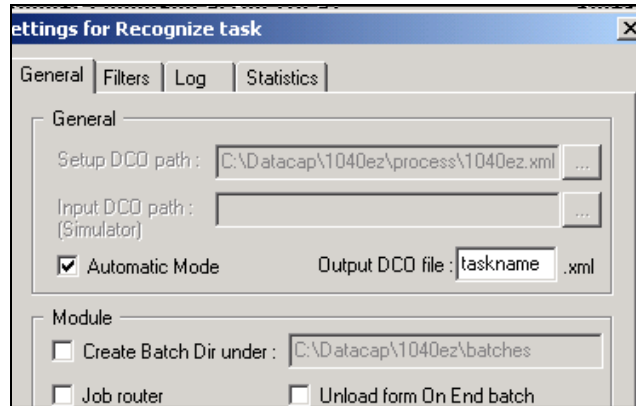 ettings for Recognize task
General Filters Log Statistics
General
Setup DCO path : C:\Datacap\1040ez\process\1040ez.xml ...
Input DCO path : ...
(Simulator)
Automatic Mode Output DCO file : taskname .xml
Module
Create Batch Dir under : C:\Datacap\1040ez\batches
Job router Unload form On End batch